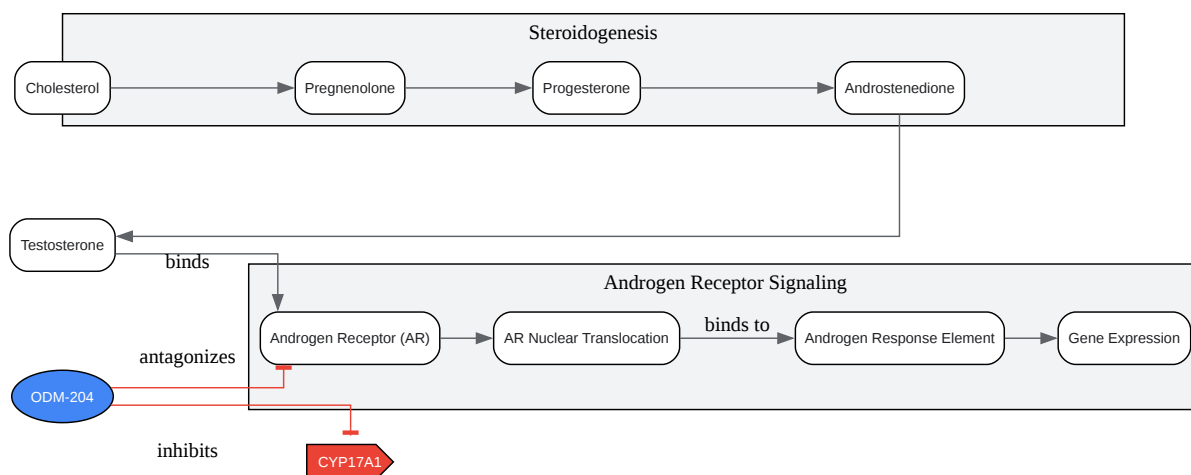 Steroidogenesis
Cholesterol
Pregnenolone
Progesterone
Androstenedione
Testosterone
binds
Androgen Receptor Signaling
Androgen Receptor (AR)
AR Nuclear Translocation
binds to
Androgen Response Element
Gene Expression
antagonizes
ODM-204
inhibits
CYP17A1